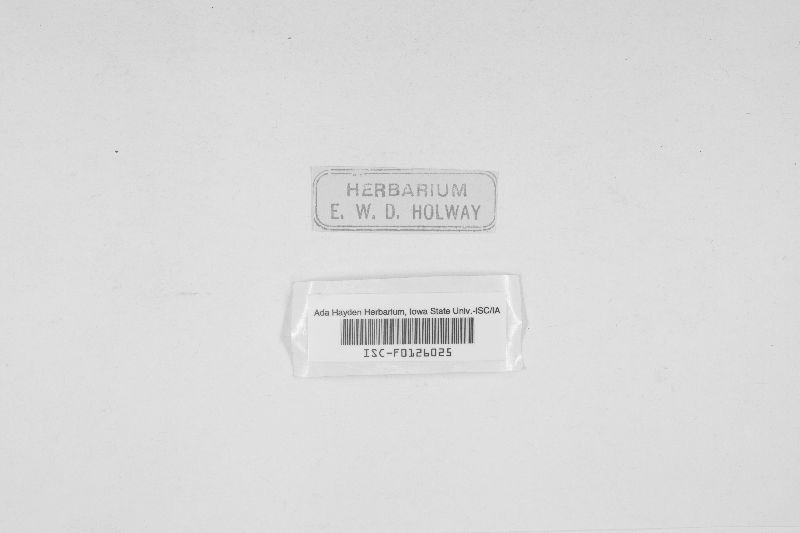 HERBARIUM
E. W. D. HOLWAY
Ada Hayden Herbarium, Iowa State Univ.-ISC/IA
ISC-F0126025